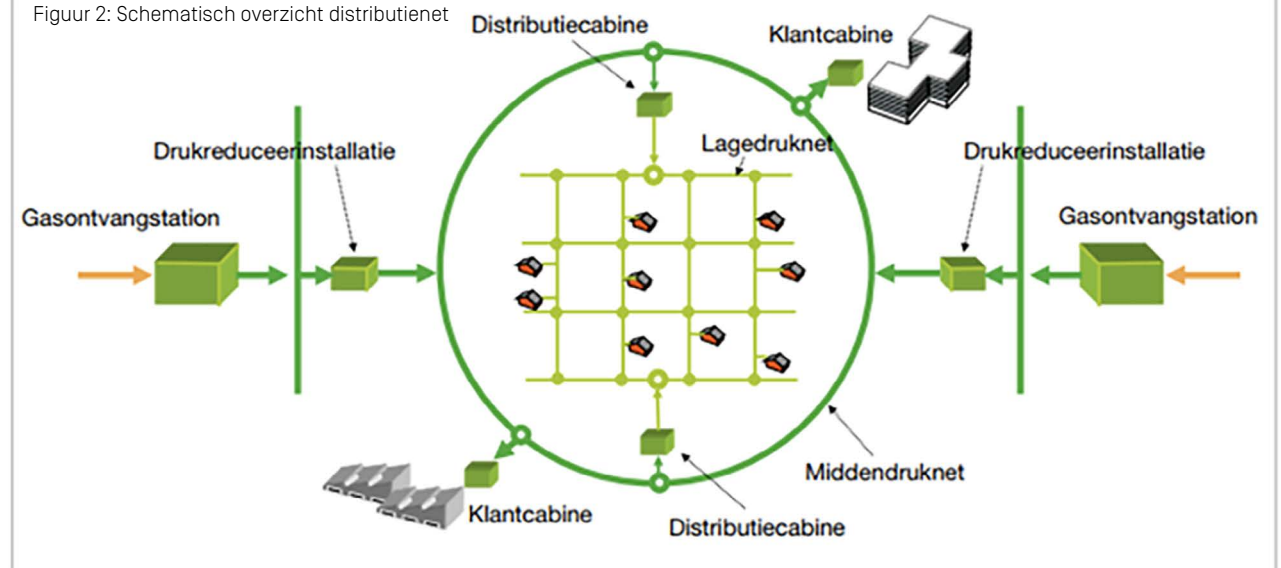 Figuur 2: Schematisch overzicht distributienet
Distributiecabine
Klantcabine
Drukreduceerinstallatie
Lagedruknet
Drukreduceerinstallatie
Gasontvangstation
Gasontvangstation
Middendruknet
Klantcabine
Distributiecabine